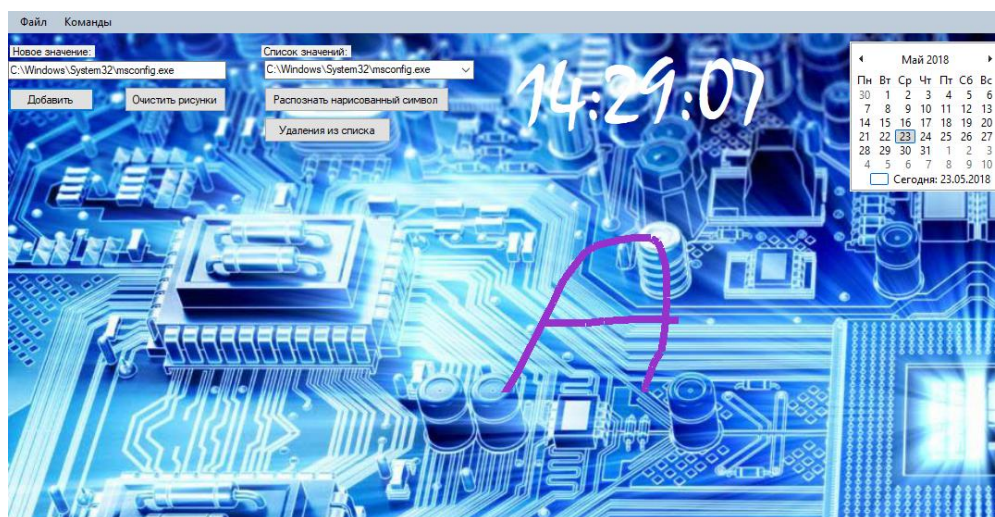 Файл Команды
Новое значение:
C:\Windows\System32\msconfig.exe
Добавить Очистить рисунки
Список значений:
C:\Windows\System32\msconfig.exe
Распознать нарисованный символ
Удаления из списка
14:29:07
Май 2018
Пн Вт Ср Чт Пт Сб Вс
30 1 2 3 4 5 6
7 8 9 10 11 12 13
14 15 16 17 18 19 20
21 22 23 24 25 26 27
28 29 30 31 1 2 3
4 5 6 7 8 9 10
Сегодня: 23.05.2018
А